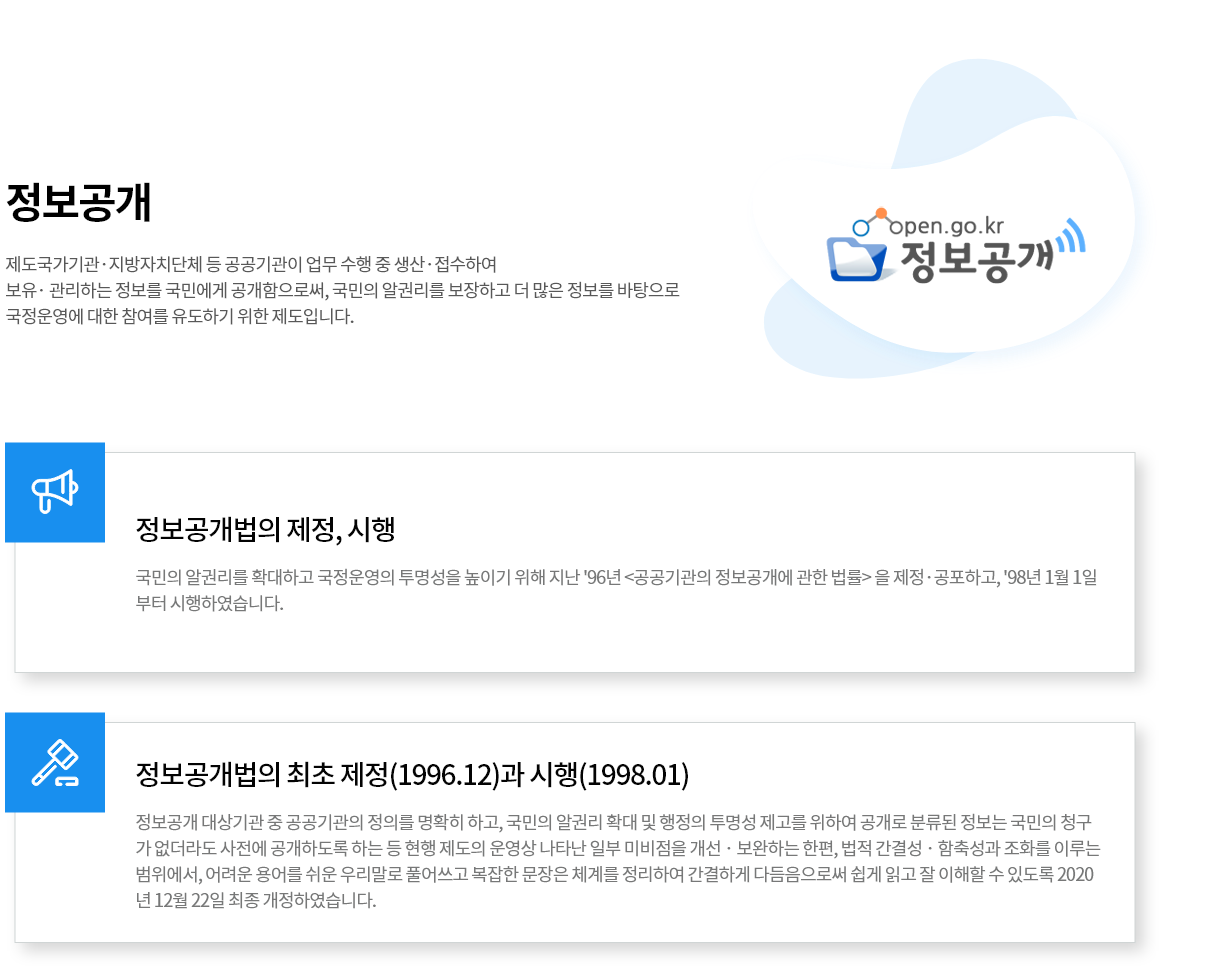 정보공개
제도국가기관·지방자치단체 등 공공기관이 업무 수행 중 생산·접수하여
보유· 관리하는 정보를 국민에게 공개함으로써, 국민의 알권리를 보장하고 더 많은 정보를 바탕으로
국정운영에 대한 참여를 유도하기 위한 제도입니다.
open.go.kr
정보공개
정보공개법의 제정, 시행
국민의 알권리를 확대하고 국정운영의 투명성을 높이기 위해 지난 '96년 <공공기관의 정보공개에 관한 법률> 을 제정·공포하고, '98년 1월 1일
부터 시행하였습니다.
정보공개법의 최초 제정(1996.12)과 시행(1998.01)
정보공개 대상기관 중 공공기관의 정의를 명확히 하고, 국민의 알권리 확대 및 행정의 투명성 제고를 위하여 공개로 분류된 정보는 국민의 청구
가 없더라도 사전에 공개하도록 하는 등 현행 제도의 운영상 나타난 일부 미비점을 개선 · 보완하는 한편, 법적 간결성 · 함축성과 조화를 이루는
범위에서, 어려운 용어를 쉬운 우리말로 풀어쓰고 복잡한 문장은 체계를 정리하여 간결하게 다듬음으로써 쉽게 읽고 잘 이해할 수 있도록 2020
년 12월 22일 최종 개정하였습니다.